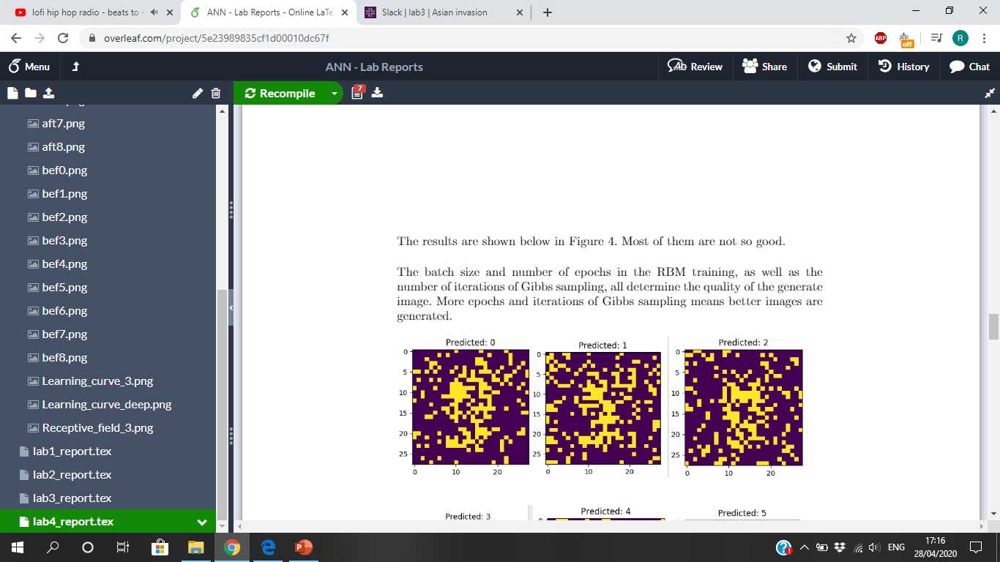 lofi hip hop radio - beats to r
ANN - Lab Reports - Online LaTe
Slack | lab3 | Asian invasion
overleaf.com/project/5e23989835cf1d00010dc67f
ABP
off
R
Menu
ANN - Lab Reports
Ab Review
Share
Submit
History
Chat
Recompile
7
aft7.png
aft8.png
bef0.png
bef1.png
bef2.png
bef3.png
bef4.png
bef5.png
bef6.png
bef7.png
bef8.png
Learning_curve_3.png
Learning_curve_deep.png
Receptive_field_3.png
lab1_report.tex
lab2_report.tex
lab3_report.tex
lab4_report.tex
The results are shown below in Figure 4. Most of them are not so good.
The batch size and number of epochs in the RBM training, as well as the
number of iterations of Gibbs sampling, all determine the quality of the generate
image. More epochs and iterations of Gibbs sampling means better images are
generated.
Predicted: 0
0
5
10
15
20
25
0 10 20
Predicted: 1
0
5
10
15
20
25
0 10 20
Predicted: 2
0
5
10
15
20
25
0 10 20
Predicted: 3
Predicted: 4
0
Predicted: 5
ENG
17:16
28/04/2020